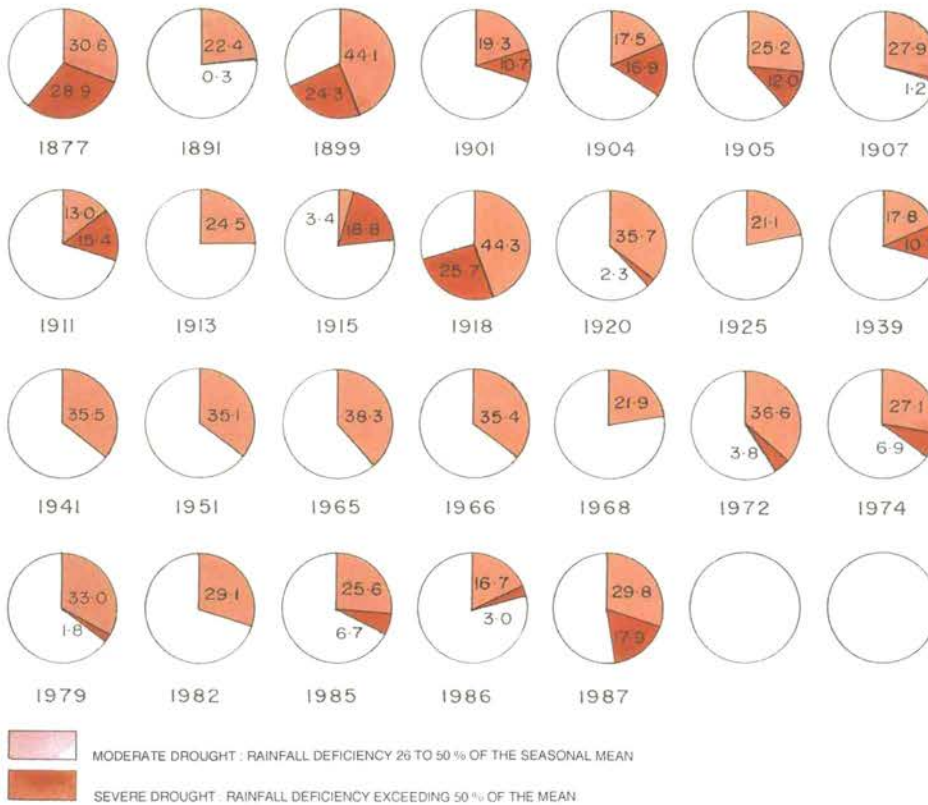 30·6 22·4 44·1 19·3 17·5 25·2 27·9
28·9 0·3 24·3 10·7 16·9 12·0 1·2
1877 1891 1899 1901 1904 1905 1907
13·0 24·5 3·4 18·8 44·3 35·7 21·1 17·8
15·4 25·7 2·3
1911 1913 1915 1918 1920 1925 1939
35·5 35·1 38·3 35·4 21·9 36·6 27·1
3·8 6·9
1941 1951 1965 1966 1968 1972 1974
33·0 29·1 25·6 16·7 29·8
1·8 6·7 3·0 17·9
1979 1982 1985 1986 1987
MODERATE DROUGHT : RAINFALL DEFICIENCY 26 TO 50 % OF THE SEASONAL MEAN
SEVERE DROUGHT : RAINFALL DEFICIENCY EXCEEDING 50 % OF THE MEAN